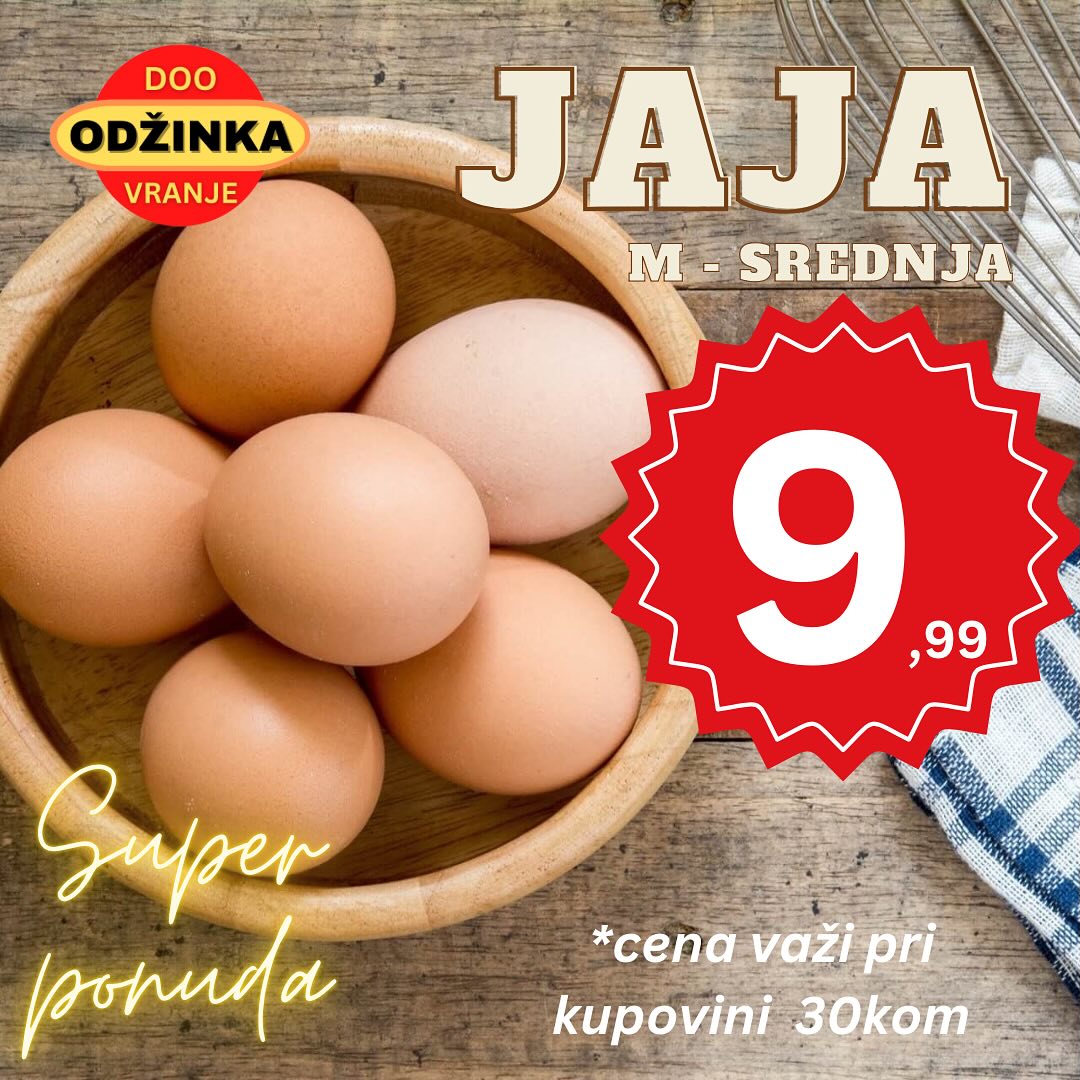 DOO
ODŽINKA
VRANJE
JAJA
M - SREDNJA
9,99
Super
ponuda
*cena važi pri
kupovini 30kom